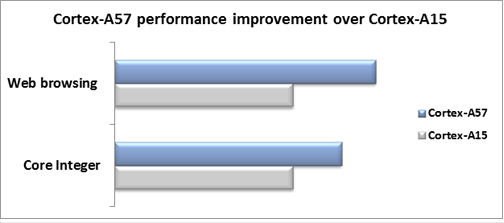 Cortex-A57 performance improvement over Cortex-A15
Web browsing
Core Integer
Cortex-A57
Cortex-A15